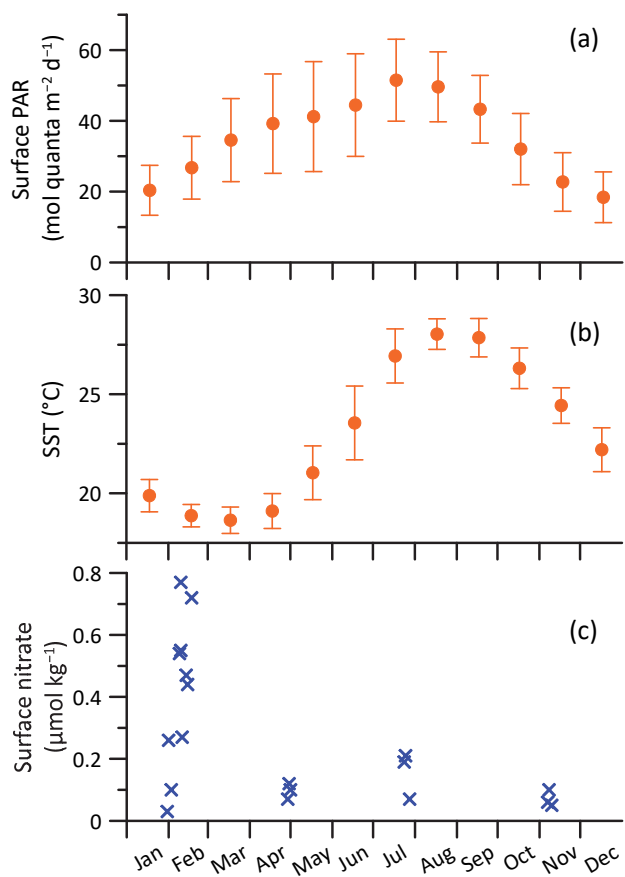 (a)
Surface PAR
(mol quanta m⁻² d⁻¹)
60
40
20
0
(b)
SST (°C)
30
25
19
(c)
Surface nitrate
(μmol kg⁻¹)
0.8
0.6
0.4
0.2
0
Jan
Feb
Mar
Apr
May
Jun
Jul
Aug
Sep
Oct
Nov
Dec